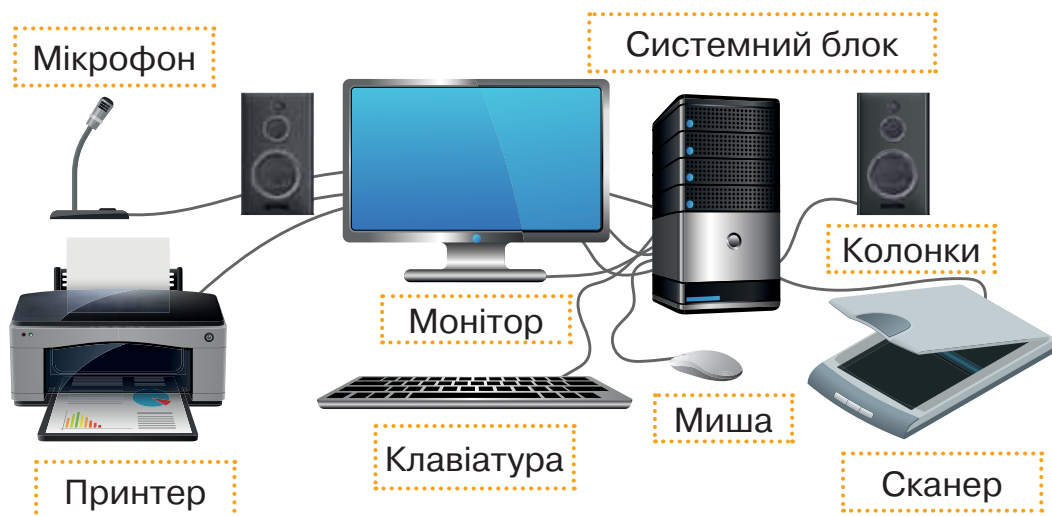 Мікрофон
Системний блок
Колонки
Монітор
Миша
Клавіатура
Сканер
Принтер